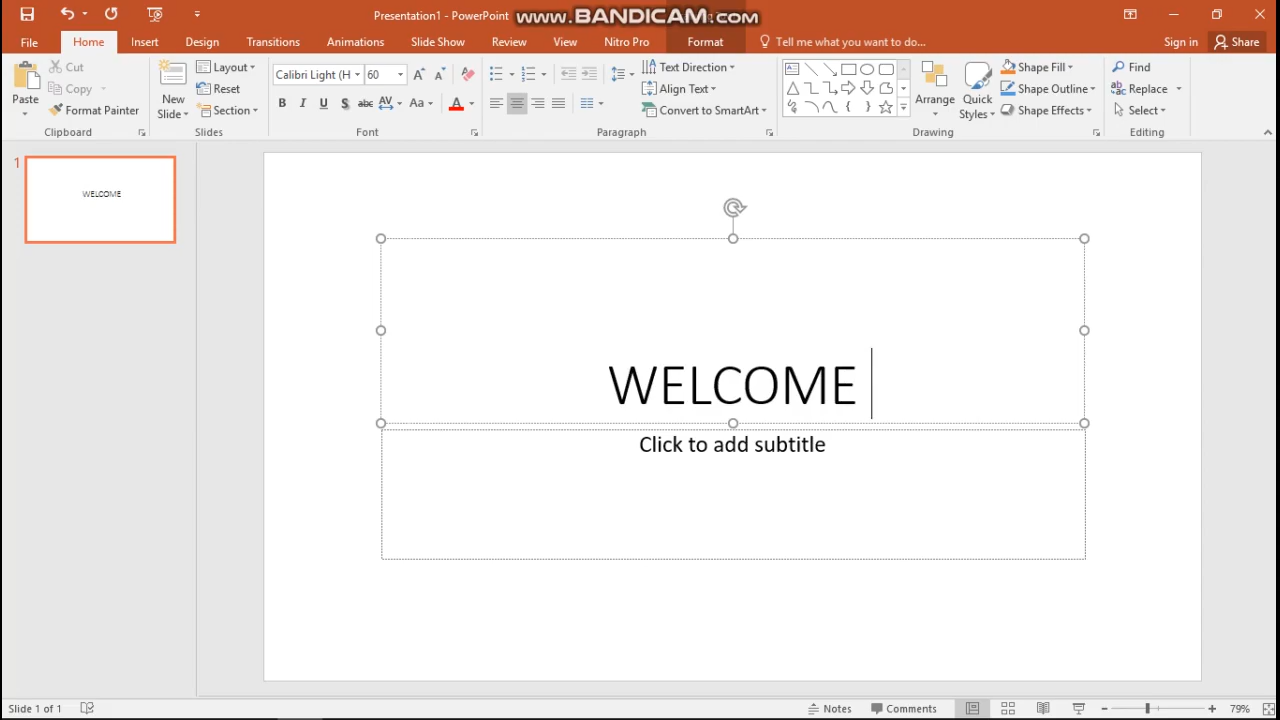 Presentation1 - PowerPoint
www.BANDICAM.com
File Home Insert Design Transitions Animations Slide Show Review View Nitro Pro Format Tell me what you want to do... Sign in Share
Paste
Cut
Copy
Format Painter
Clipboard
New
Slide
Layout
Reset
Section
Slides
Calibri Light (H 60
B I U S abc AV Aa A
Font
Paragraph
Text Direction
Align Text
Convert to SmartArt
Arrange
Quick
Styles
Shape Fill
Shape Outline
Shape Effects
Drawing
Find
Replace
Select
Editing
1
WELCOME
WELCOME
Click to add subtitle
Slide 1 of 1
Notes Comments 79%